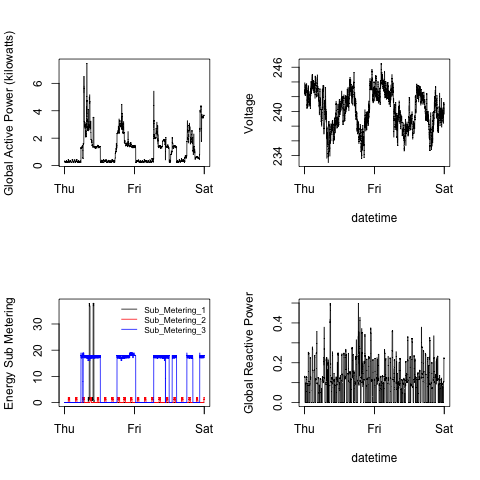 Global Active Power (kilowatts)
6
4
2
0
Thu
Fri
Sat
Voltage
246
240
234
Thu
Fri
Sat
datetime
Energy Sub Metering
30
20
10
0
Sub_Metering_1
Sub_Metering_2
Sub_Metering_3
Thu
Fri
Sat
Global Reactive Power
0.4
0.2
0.0
Thu
Fri
Sat
datetime